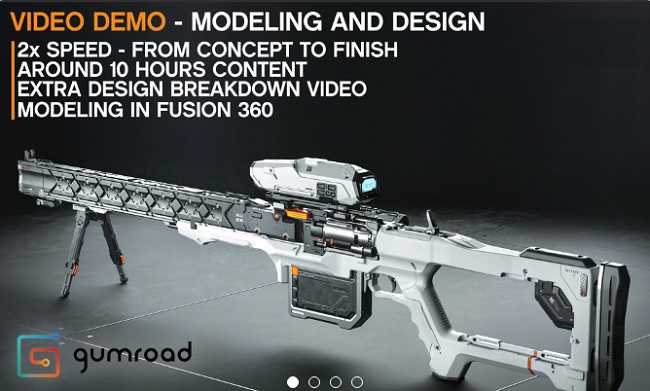 VIDEO DEMO - MODELING AND DESIGN
2x SPEED - FROM CONCEPT TO FINISH
AROUND 10 HOURS CONTENT
EXTRA DESIGN BREAKDOWN VIDEO
MODELING IN FUSION 360
gumroad